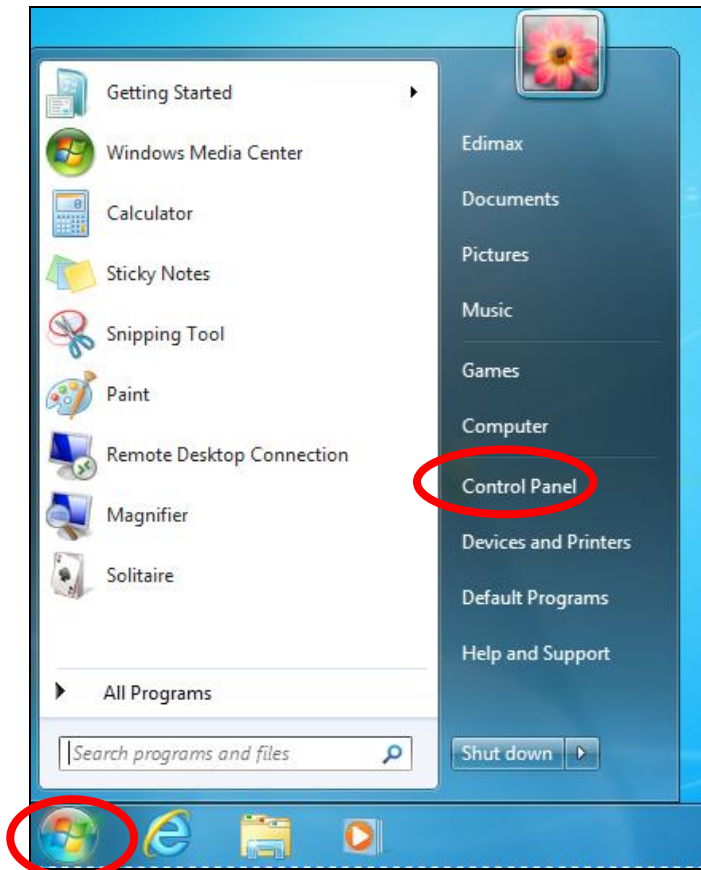 Getting Started
Windows Media Center
Calculator
Sticky Notes
Snipping Tool
Paint
Remote Desktop Connection
Magnifier
Solitaire
All Programs
Search programs and files
Edimax
Documents
Pictures
Music
Games
Computer
Control Panel
Devices and Printers
Default Programs
Help and Support
Shut down